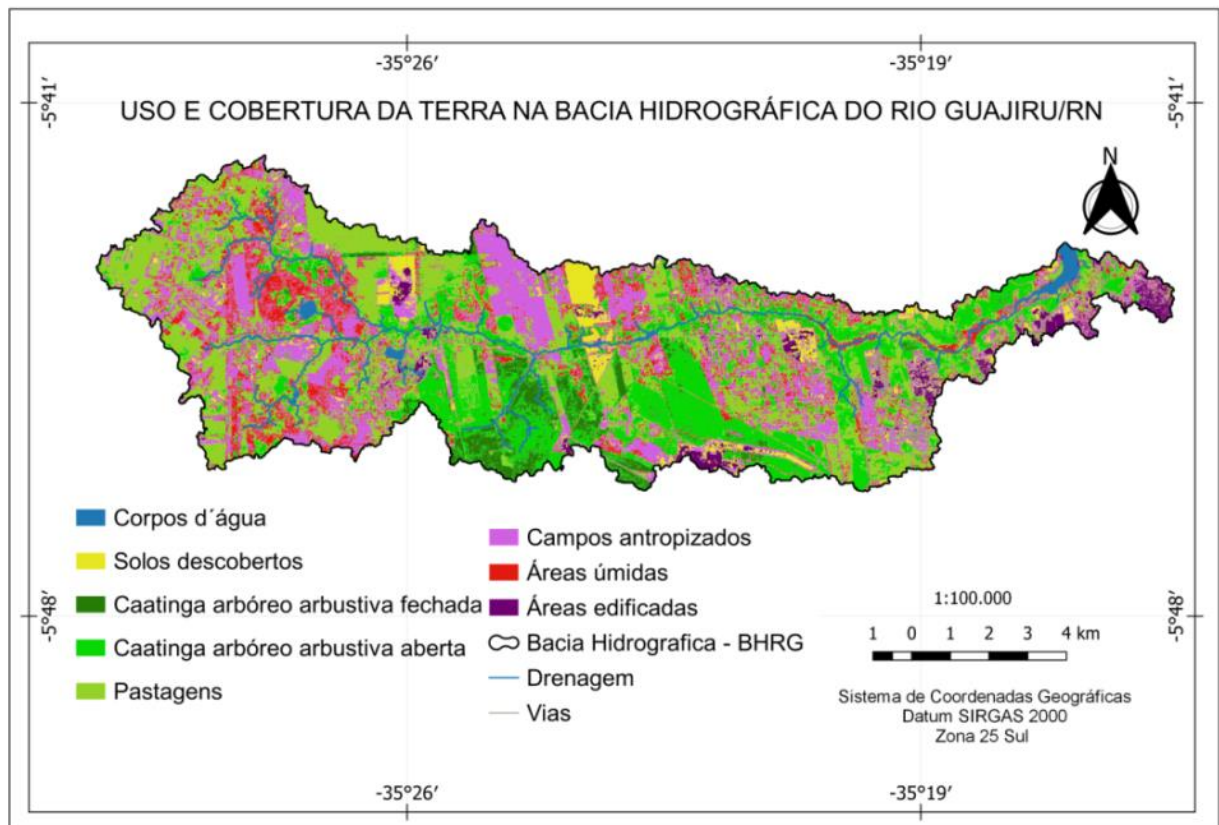 -35°26′ -35°19′
-5°41′ -5°41′
USO E COBERTURA DA TERRA NA BACIA HIDROGRÁFICA DO RIO GUAJIRU/RN
N
Corpos d´água
Solos descobertos
Caatinga arbóreo arbustiva fechada
Caatinga arbóreo arbustiva aberta
Pastagens
Campos antropizados
Áreas úmidas
Áreas edificadas
Bacia Hidrografica - BHRG
Drenagem
Vias
1:100.000
1 0 1 2 3 4 km
Sistema de Coordenadas Geográficas
Datum SIRGAS 2000
Zona 25 Sul
-5°48′ -5°48′
-35°26′ -35°19′